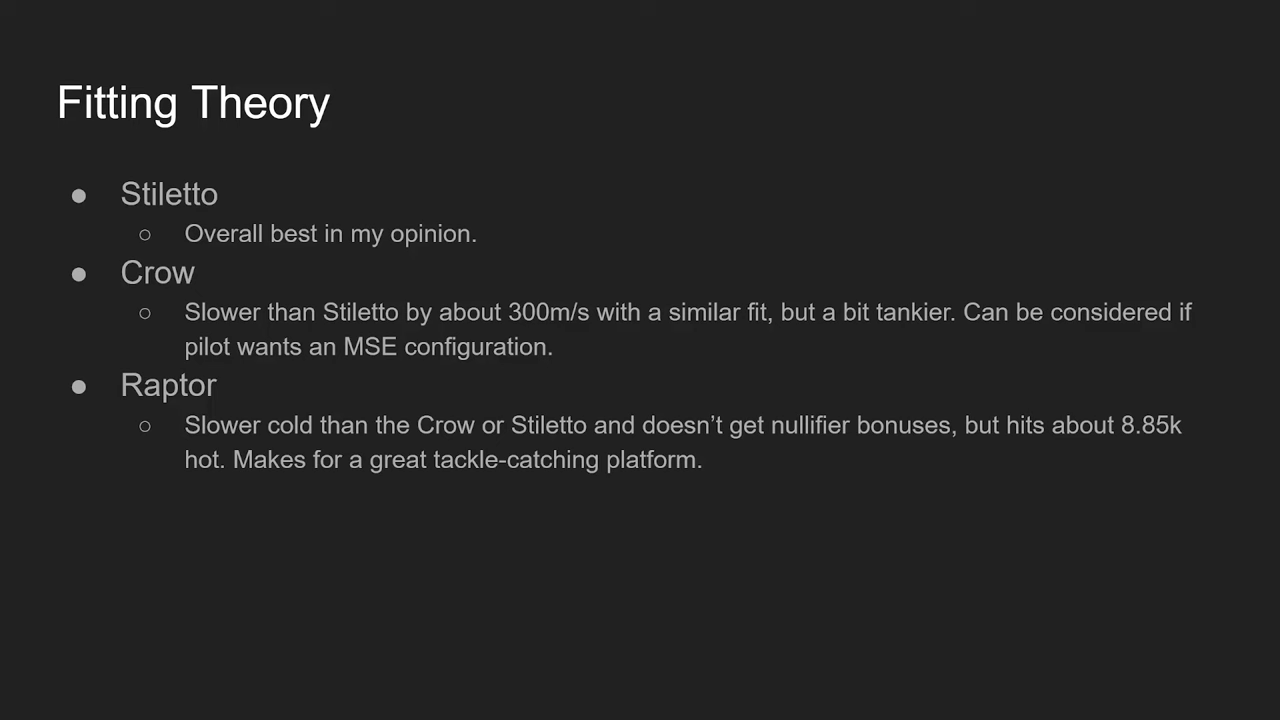 Fitting Theory
● Stiletto
○ Overall best in my opinion.
● Crow
○ Slower than Stiletto by about 300m/s with a similar fit, but a bit tankier. Can be considered if
pilot wants an MSE configuration.
● Raptor
○ Slower cold than the Crow or Stiletto and doesn’t get nullifier bonuses, but hits about 8.85k
hot. Makes for a great tackle-catching platform.